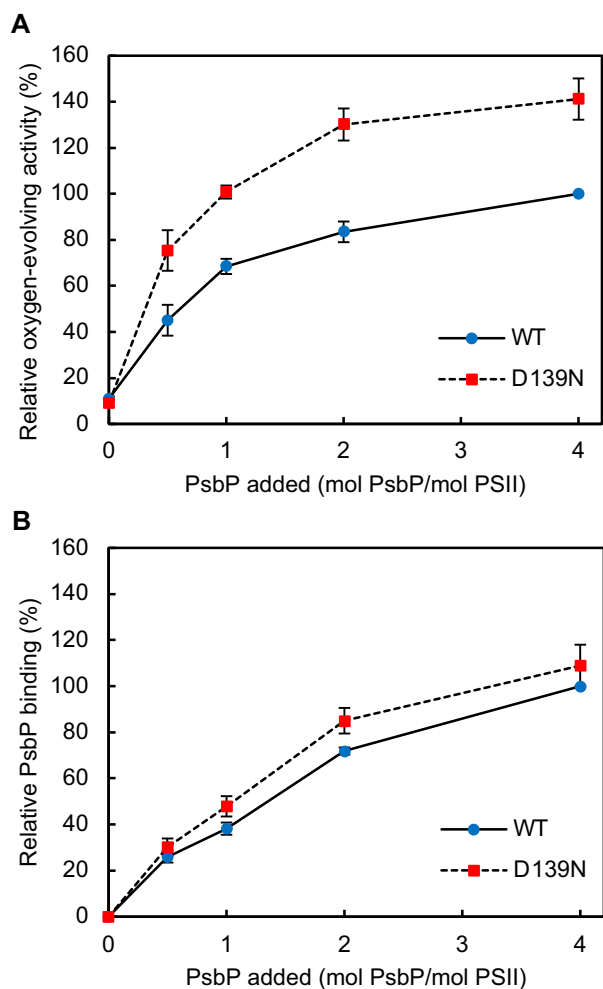 A
Relative oxygen-evolving activity (%)
160
140
120
100
80
60
40
20
0
WT
D139N
0 1 2 3 4
PsbP added (mol PsbP/mol PSII)
B
Relative PsbP binding (%)
160
140
120
100
80
60
40
20
0
WT
D139N
0 1 2 3 4
PsbP added (mol PsbP/mol PSII)